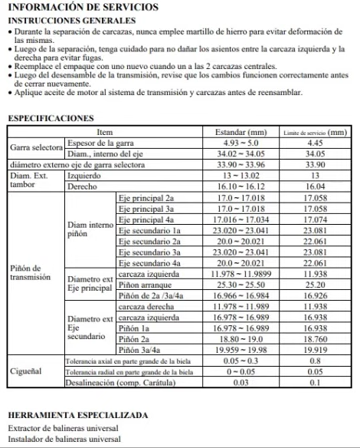 INFORMACIÓN DE SERVICIOS
INSTRUCCIONES GENERALES
• Durante la separación de carcazas, nunca emplee martillo de hierro para evitar deformación de
las mismas.
• Luego de la separación, tenga cuidado para no dañar los asientos entre la carcaza izquierda y la
derecha para evitar fugas.
• Reemplace el empaque con uno nuevo cuando un a las 2 carcazas centrales.
• Luego del desensamble de la transmisión, revise que los cambios funcionen correctamente antes
de cerrar nuevamente.
• Aplique aceite de motor al sistema de transmisión y carcazas antes de reensamblar.
ESPECIFICACIONES
Item Estandar (mm) Limite de servicio (mm)
Garra selectora Espesor de la garra 4.93 ~ 5.0 4.45
Diam., interno del eje 34.02 ~ 34.05 34.05
diámetro externo eje de garra selectora 33.90 ~ 33.96 33.90
Diam. Ext. tambor Izquierdo 13 ~ 13.02 13
Derecho 16.10 ~ 16.12 16.04
Piñón de transmisión Diam interno piñón Eje principal 2a 17.0 ~ 17.018 17.058
Eje principal 3a 17.0 ~ 17.018 17.058
Eje principal 4a 17.016 ~ 17.034 17.074
Eje secundario 1a 23.020 ~ 23.041 23.081
Eje secundario 2a 20.0 ~ 20.021 22.061
Eje secundario 3a 23.020 ~ 23.041 23.081
Eje secundario 4a 20.0 ~ 20.021 22.061
Diametro ext Eje principal carcaza izquierda 11.978 ~ 11.9899 11.938
Piñon arranque 25.30 ~ 25.50 25.20
Piñón de 2a /3a/4a 16.966 ~ 16.984 16.926
Diametro ext Eje secundario carcaza derecha 11.978 ~ 11.989 11.938
carcaza izquierda 16.978 ~ 16.989 16.938
Piñón 1a 16.978 ~ 16.989 16.938
Piñón 2a 18.80 ~ 19.0 18.760
Piñón 3a/4a 19.959 ~ 19.98 19.919
Cigueñal Tolerancia axial en parte grande de la biela 0.05 ~ 0.3 0.8
Tolerancia radial en parte grande de la biela 0 ~ 0.05 0.05
Desalineación (comp. Carátula) 0.03 0.1
HERRAMIENTA ESPECIALIZADA
Extractor de balineras universal
Instalador de balineras universal